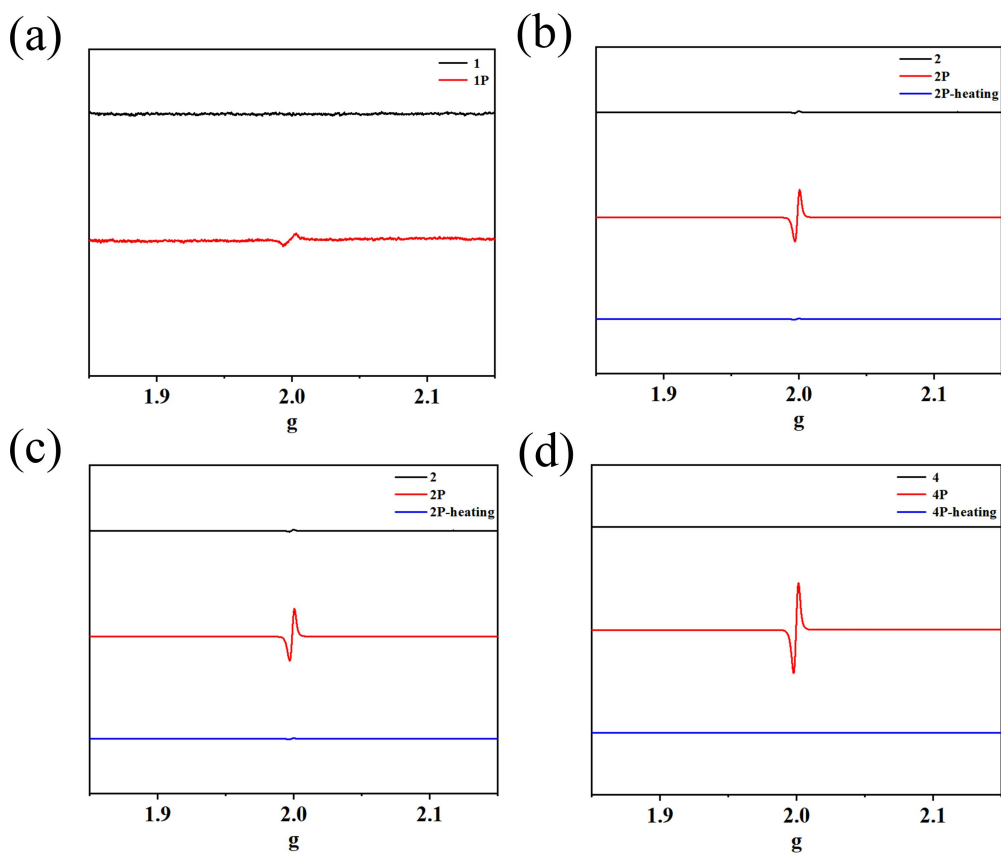 (a)
1
1P
1.9
2.0
2.1
g
(b)
2
2P
2P-heating
1.9
2.0
2.1
g
(c)
2
2P
2P-heating
1.9
2.0
2.1
g
(d)
4
4P
4P-heating
1.9
2.0
2.1
g